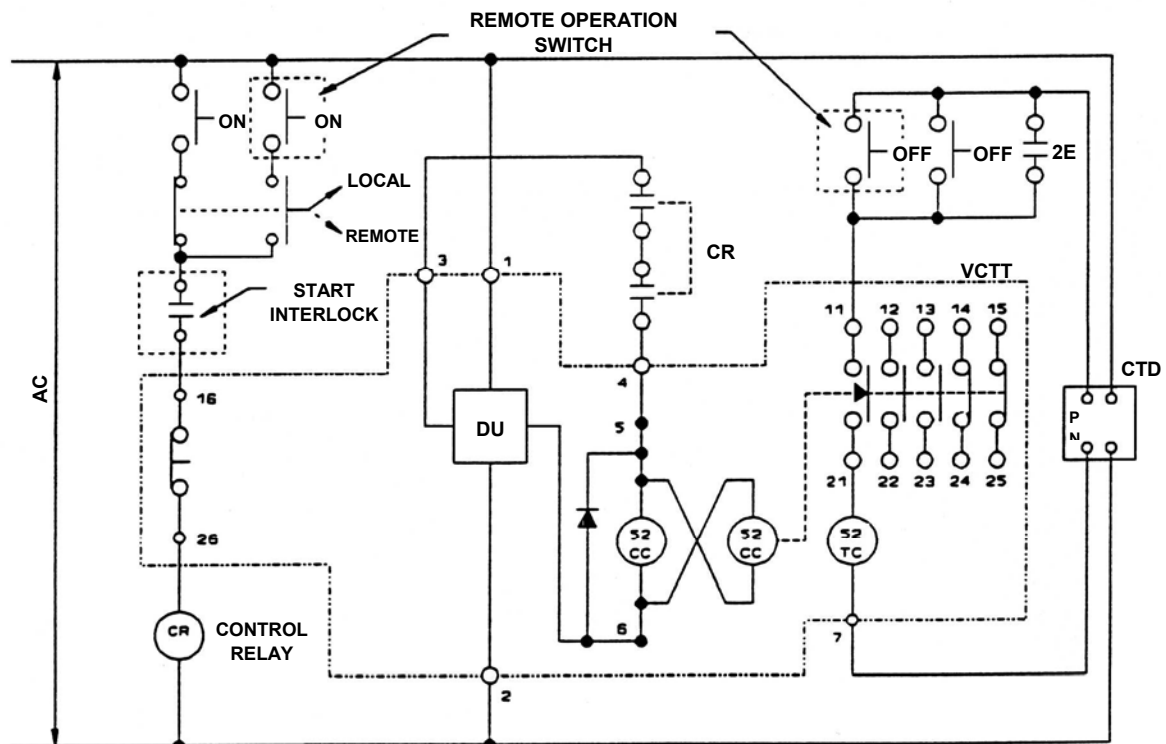 REMOTE OPERATION
SWITCH
ON
ON
OFF
OFF
2E
LOCAL
REMOTE
CR
3
1
VCTT
START
INTERLOCK
11
12
13
14
15
4
CTD
AC
16
DU
5
P
N
21
22
23
24
25
52
CC
52
CC
52
TC
26
6
7
CR
CONTROL
RELAY
2